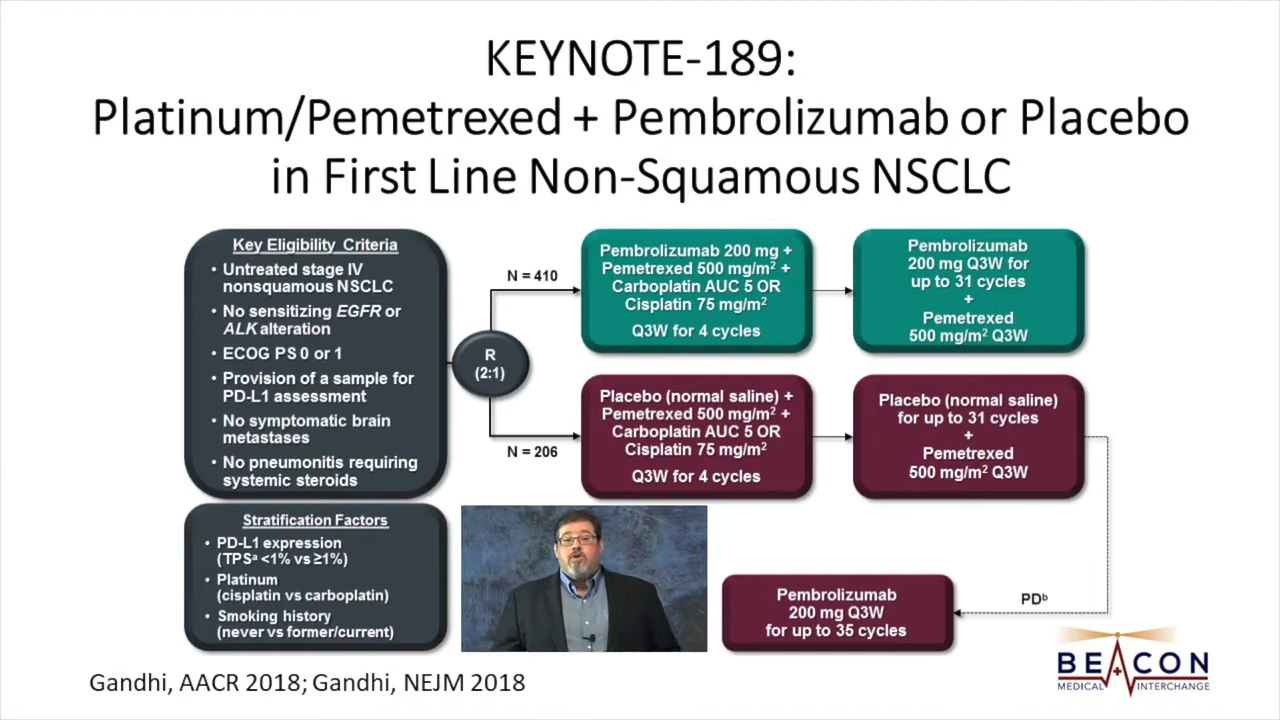 KEYNOTE-189:
Platinum/Pemetrexed + Pembrolizumab or Placebo
in First Line Non-Squamous NSCLC
Key Eligibility Criteria
• Untreated stage IV
nonsquamous NSCLC
• No sensitizing EGFR or
ALK alteration
• ECOG PS 0 or 1
• Provision of a sample for
PD-L1 assessment
• No symptomatic brain
metastases
• No pneumonitis requiring
systemic steroids
Stratification Factors
• PD-L1 expression
(TPSᵃ <1% vs ≥1%)
• Platinum
(cisplatin vs carboplatin)
• Smoking history
(never vs former/current)
R
(2:1)
N = 410
Pembrolizumab 200 mg +
Pemetrexed 500 mg/m² +
Carboplatin AUC 5 OR
Cisplatin 75 mg/m²
Q3W for 4 cycles
Pembrolizumab
200 mg Q3W for
up to 31 cycles
+
Pemetrexed
500 mg/m² Q3W
N = 206
Placebo (normal saline) +
Pemetrexed 500 mg/m² +
Carboplatin AUC 5 OR
Cisplatin 75 mg/m²
Q3W for 4 cycles
Placebo (normal saline)
for up to 31 cycles
+
Pemetrexed
500 mg/m² Q3W
PDᵇ
Pembrolizumab
200 mg Q3W
for up to 35 cycles
Gandhi, AACR 2018; Gandhi, NEJM 2018
BEACON
MEDICAL INTERCHANGE